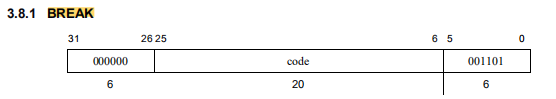 3.8.1 BREAK
31 26 25 6 5 0
000000 code 001101
6 20 6